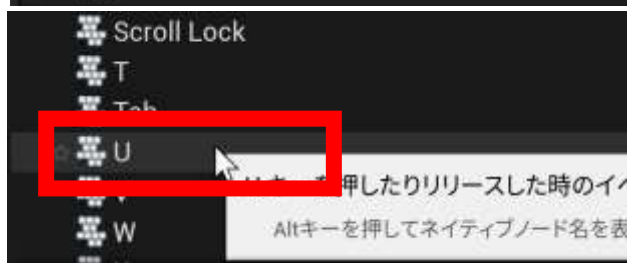 Scroll Lock
T
Tab
U
キーを押したりリリースした時のイベ
V
W
Altキーを押してネイティブノード名を表